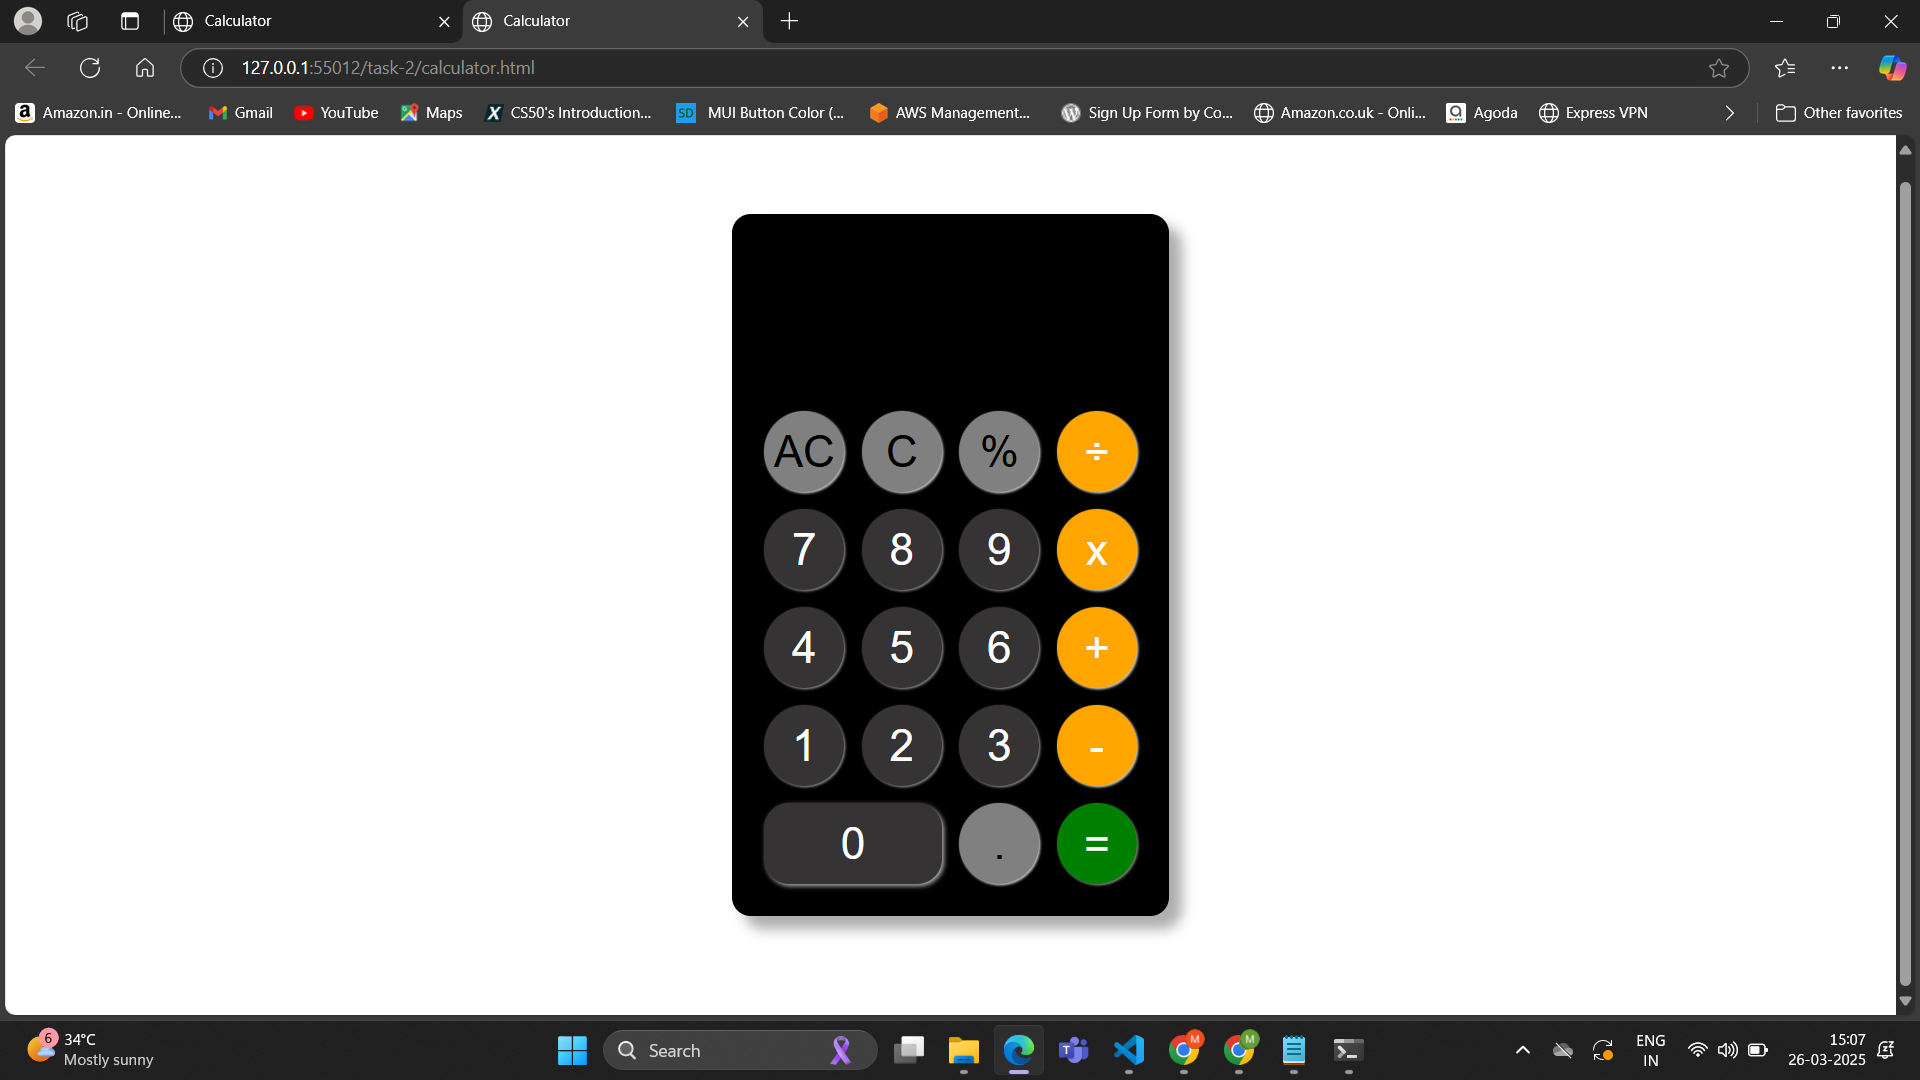 Calculator
Calculator
127.0.0.1:55012/task-2/calculator.html
Amazon.in - Online...
Gmail
YouTube
Maps
CS50's Introduction...
SD
MUI Button Color (...
AWS Management...
Sign Up Form by Co...
Amazon.co.uk - Onli...
Agoda
Express VPN
Other favorites
AC C % ÷
7 8 9 x
4 5 6 +
1 2 3 -
0 . =
6
34°C
Mostly sunny
Search
M
M
ENG
IN
15:07
26-03-2025